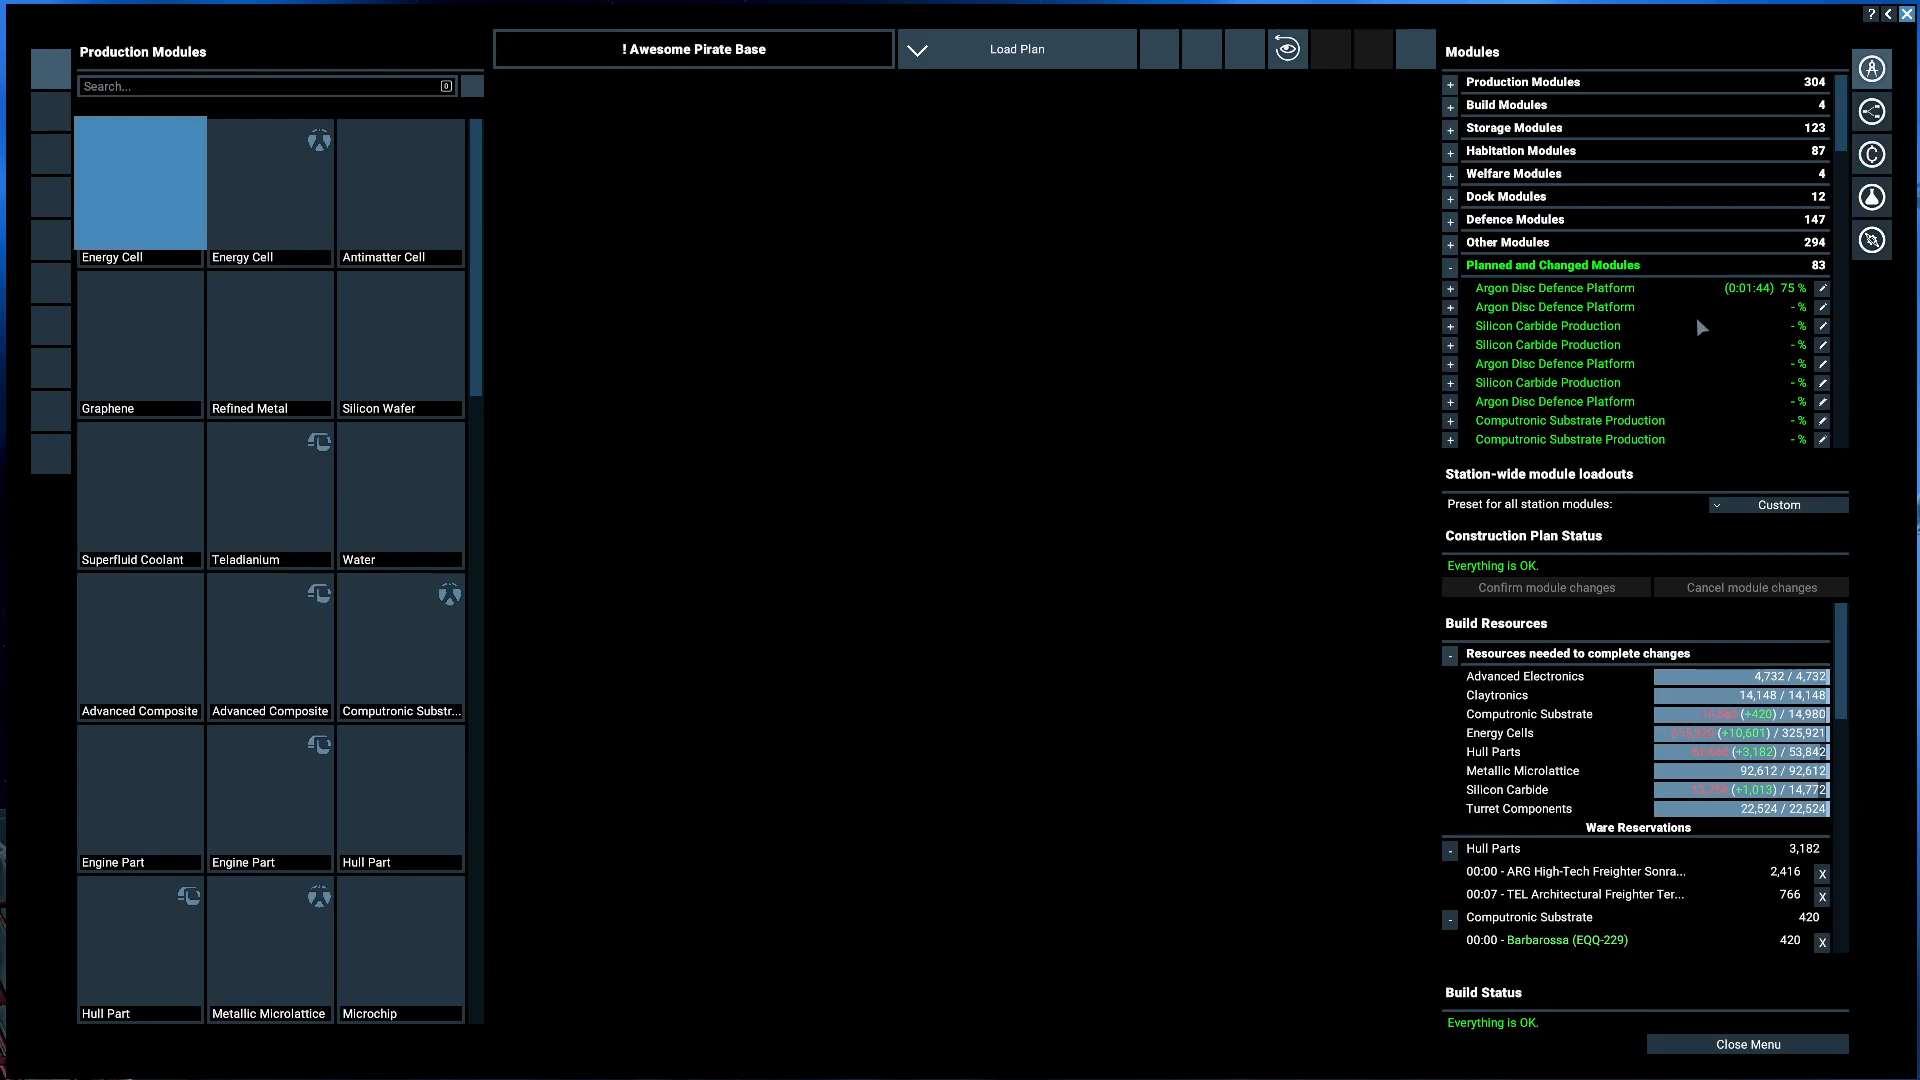 Production Modules
Search...
0
Energy Cell
Energy Cell
Antimatter Cell
Graphene
Refined Metal
Silicon Wafer
Superfluid Coolant
Teladianium
Water
Advanced Composite
Advanced Composite
Computronic Substr...
Engine Part
Engine Part
Hull Part
Hull Part
Metallic Microlattice
Microchip
! Awesome Pirate Base
Load Plan
?
Modules
Production Modules 304
Build Modules 4
Storage Modules 123
Habitation Modules 87
Welfare Modules 4
Dock Modules 12
Defence Modules 147
Other Modules 294
Planned and Changed Modules 83
Argon Disc Defence Platform (0:01:44) 75 %
Argon Disc Defence Platform - %
Silicon Carbide Production - %
Silicon Carbide Production - %
Argon Disc Defence Platform - %
Silicon Carbide Production - %
Argon Disc Defence Platform - %
Computronic Substrate Production - %
Computronic Substrate Production - %
Station-wide module loadouts
Preset for all station modules: Custom
Construction Plan Status
Everything is OK.
Confirm module changes Cancel module changes
Build Resources
Resources needed to complete changes
Advanced Electronics 4,732 / 4,732
Claytronics 14,148 / 14,148
Computronic Substrate (+420) / 14,980
Energy Cells (+10,601) / 325,921
Hull Parts (+3,182) / 53,842
Metallic Microlattice 92,612 / 92,612
Silicon Carbide (+1,013) / 14,772
Turret Components 22,524 / 22,524
Ware Reservations
Hull Parts 3,182
00:00 - ARG High-Tech Freighter Sonra... 2,416 X
00:07 - TEL Architectural Freighter Ter... 766 X
Computronic Substrate 420
00:00 - Barbarossa (EQQ-229) 420 X
Build Status
Everything is OK.
Close Menu